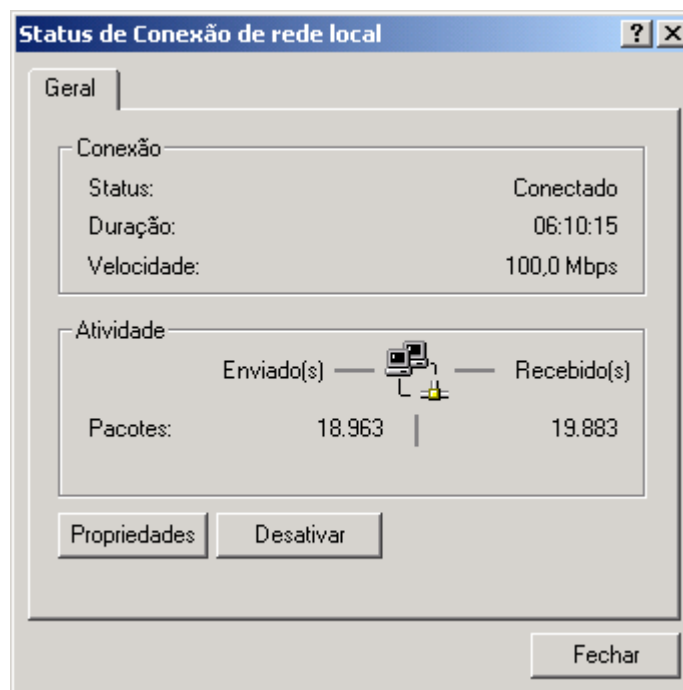 Status de Conexão de rede local
Geral
Conexão
Status: Conectado
Duração: 06:10:15
Velocidade: 100,0 Mbps
Atividade
Enviado(s) Recebido(s)
Pacotes: 18.963 19.883
Propriedades Desativar
Fechar